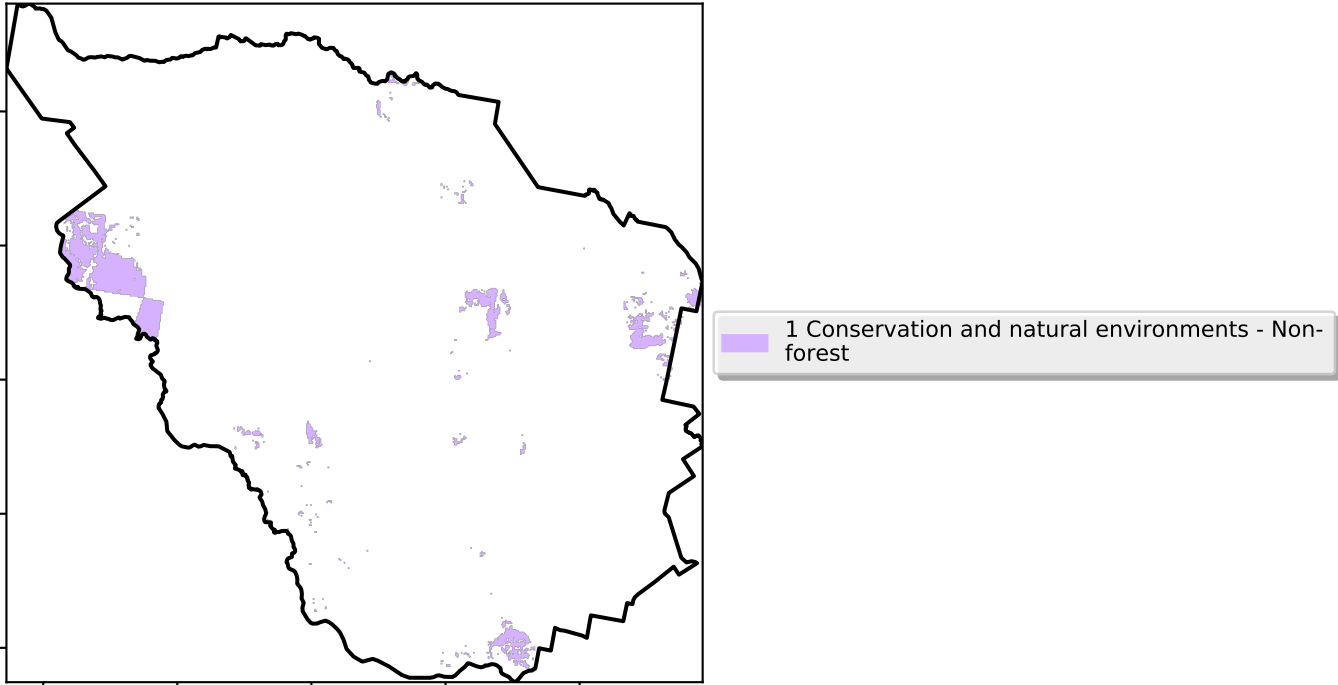 1 Conservation and natural environments - Non-
forest